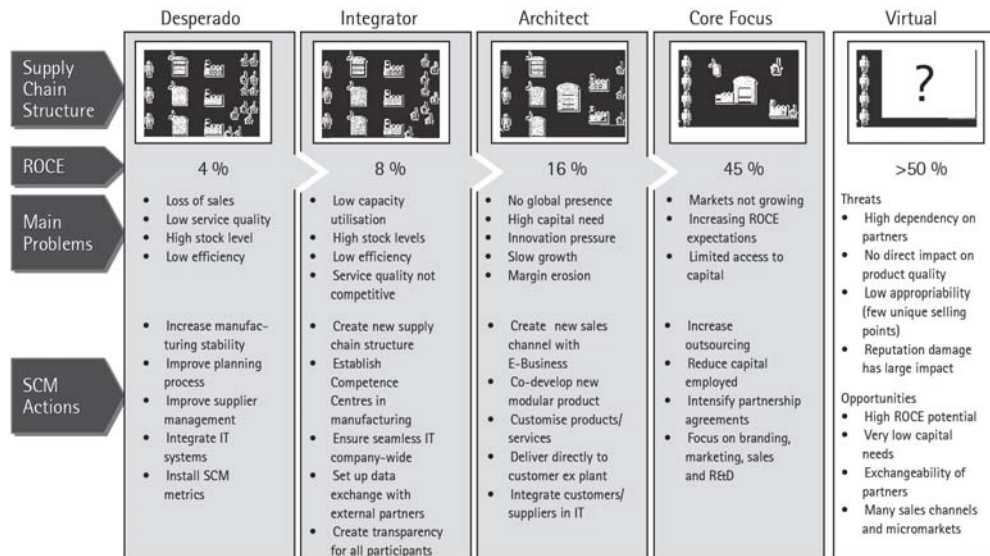 Desperado
Integrator
Architect
Core Focus
Virtual
Supply
Chain
Structure
?
ROCE
4 %
8 %
16 %
45 %
>50 %
Main
Problems
• Loss of sales
• Low service quality
• High stock level
• Low efficiency
• Low capacity
utilisation
• High stock levels
• Low efficiency
• Service quality not
competitive
• No global presence
• High capital need
• Innovation pressure
• Slow growth
• Margin erosion
• Markets not growing
• Increasing ROCE
expectations
• Limited access to
capital
Threats
• High dependency on
partners
• No direct impact on
product quality
• Low appropriability
(few unique selling
points)
• Reputation damage
has large impact
Opportunities
• High ROCE potential
• Very low capital
needs
• Exchangeability of
partners
• Many sales channels
and micromarkets
SCM
Actions
• Increase manufac-
turing stability
• Improve planning
process
• Improve supplier
management
• Integrate IT
systems
• Install SCM
metrics
• Create new supply
chain structure
• Establish
Competence
Centres in
manufacturing
• Ensure seamless IT
company-wide
• Set up data
exchange with
external partners
• Create transparency
for all participants
• Create new sales
channel with
E-Business
• Co-develop new
modular product
• Customise products/
services
• Deliver directly to
customer ex plant
• Integrate customers/
suppliers in IT
• Increase
outsourcing
• Reduce capital
employed
• Intensify partnership
agreements
• Focus on branding,
marketing, sales
and R&D